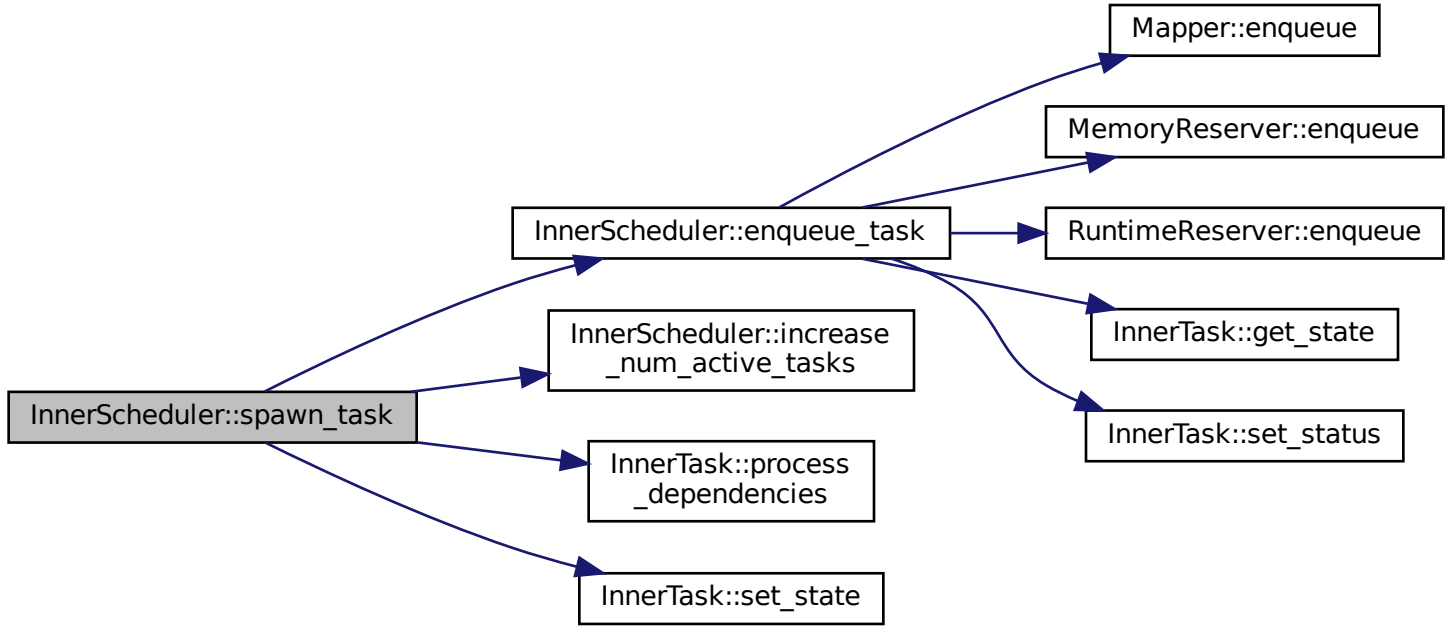 Mapper::enqueue
MemoryReserver::enqueue
InnerScheduler::enqueue_task
RuntimeReserver::enqueue
InnerTask::get_state
InnerScheduler::increase
_num_active_tasks
InnerScheduler::spawn_task
InnerTask::set_status
InnerTask::process
_dependencies
InnerTask::set_state